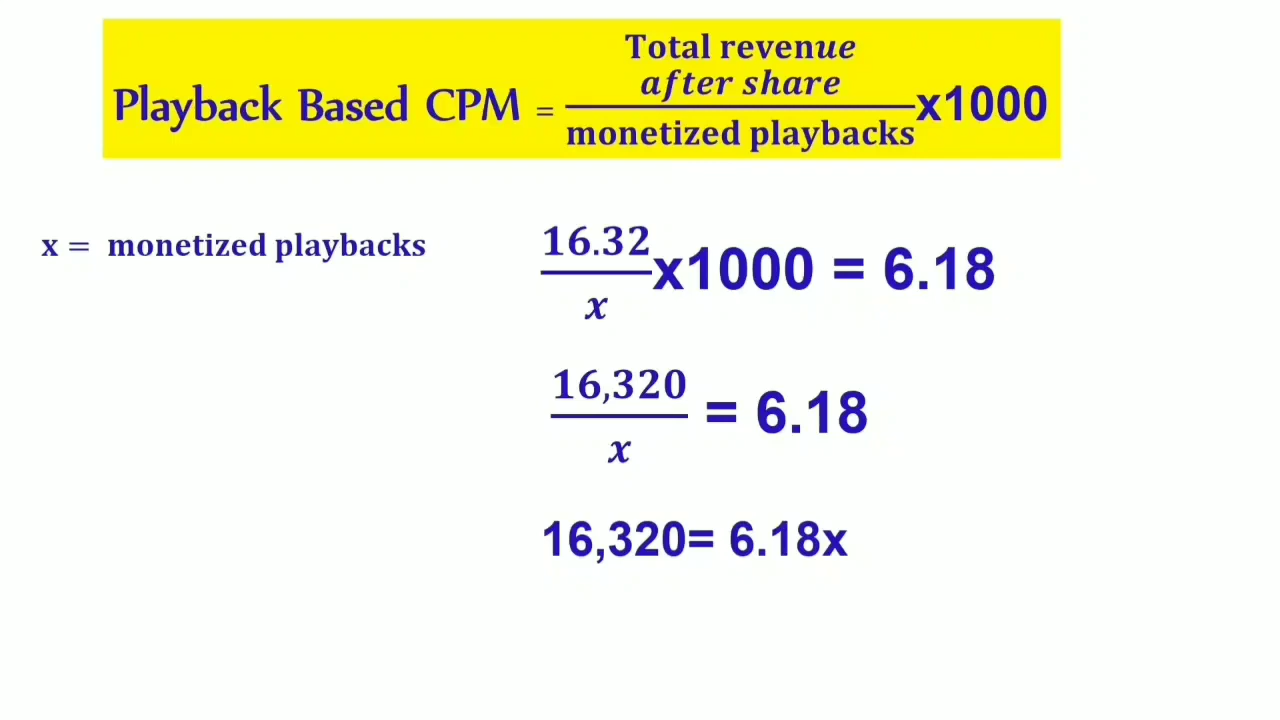 Playback Based CPM = Total revenue after share / monetized playbacks x1000
x = monetized playbacks
16.32 / x x1000 = 6.18
16,320 / x = 6.18
16,320= 6.18x